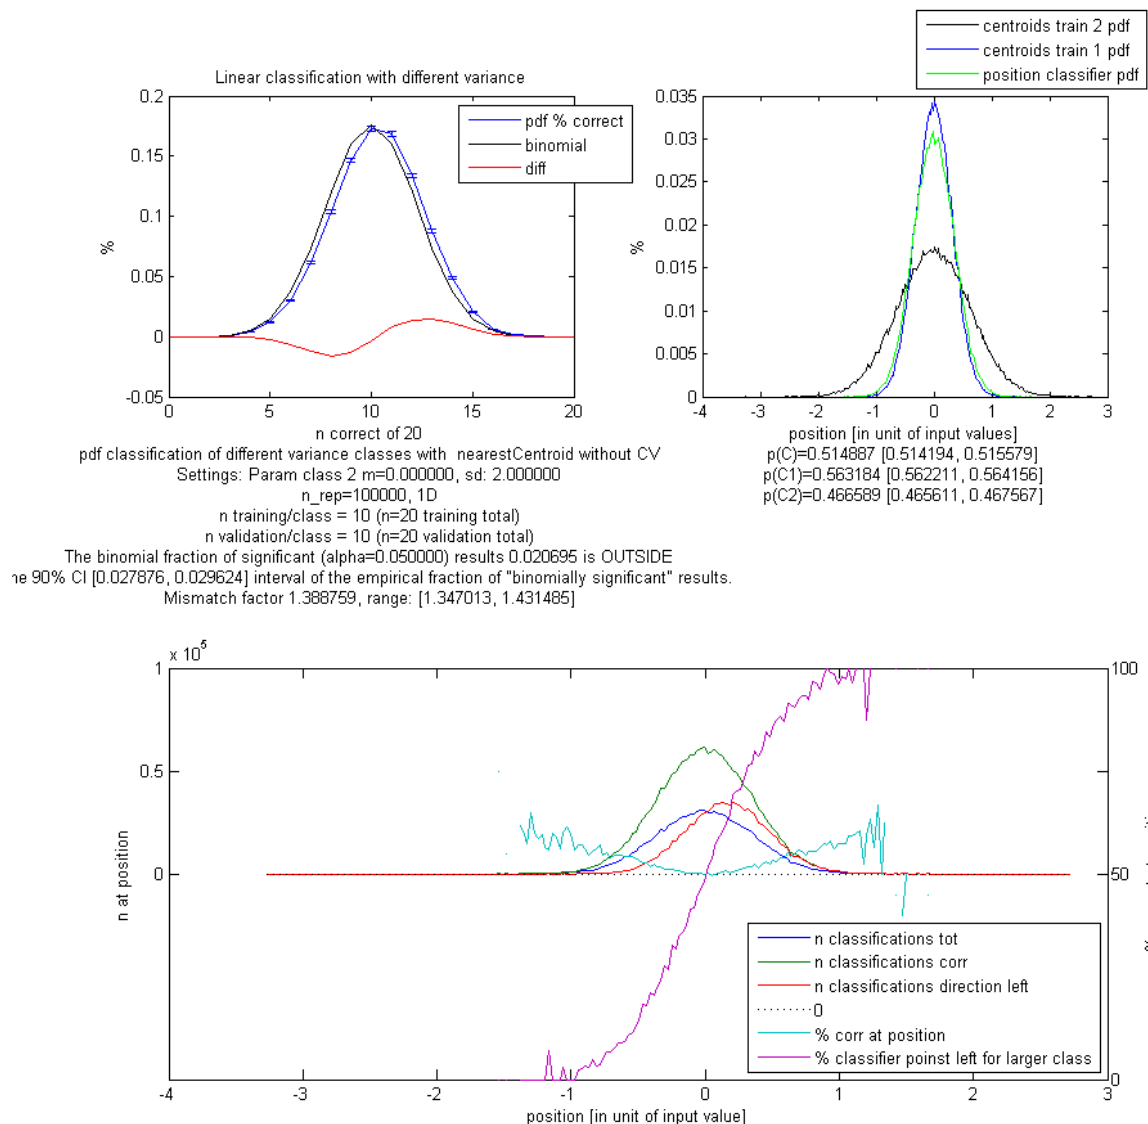 Linear classification with different variance
0.2
0.15
0.1
0.05
0
-0.05
%
0
5
10
15
20
n correct of 20
pdf % correct
binomial
diff
pdf classification of different variance classes with nearestCentroid without CV
Settings: Param class 2 m=0.000000, sd: 2.000000
n_rep=100000, 1D
n training/class = 10 (n=20 training total)
n validation/class = 10 (n=20 validation total)
The binomial fraction of significant (alpha=0.050000) results 0.020695 is OUTSIDE
90% CI [0.027876, 0.029624] interval of the empirical fraction of "binomially significant" results.
Mismatch factor 1.388759, range: [1.347013, 1.431485]
centroids train 2 pdf
centroids train 1 pdf
position classifier pdf
0.035
0.03
0.025
0.02
0.015
0.01
0.005
0
%
-4
-3
-2
-1
0
1
2
3
position [in unit of input values]
p(C)=0.514887 [0.514194, 0.515579]
p(C1)=0.563184 [0.562211, 0.564156]
p(C2)=0.466589 [0.465611, 0.467567]
1 x 10^5
0.5
0
n at position
100
50
0
-4
-3
-2
-1
0
1
2
3
position [in unit of input value]
n classifications tot
n classifications corr
n classifications direction left
0
% corr at position
% classifier poinst left for larger class